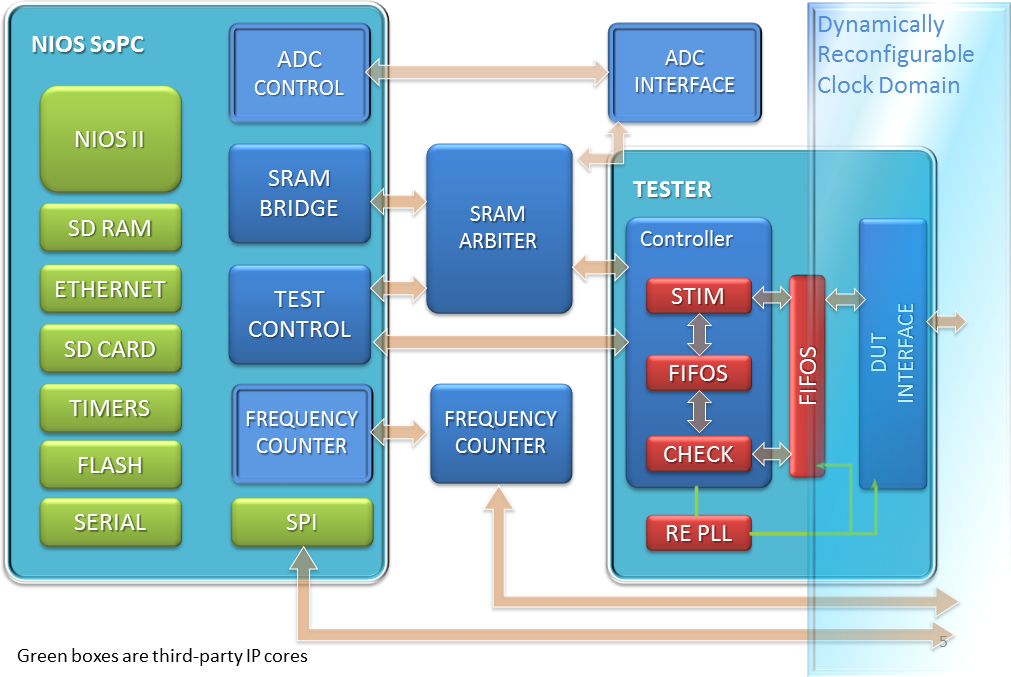 NIOS SoPC
NIOS II
SD RAM
ETHERNET
SD CARD
TIMERS
FLASH
SERIAL
ADC
CONTROL
SRAM
BRIDGE
TEST
CONTROL
FREQUENCY
COUNTER
SPI
SRAM
ARBITER
FREQUENCY
COUNTER
ADC
INTERFACE
TESTER
Controller
STIM
FIFOS
CHECK
RE PLL
FIFOS
DUT
INTERFACE
Dynamically
Reconfigurable
Clock Domain
5
Green boxes are third-party IP cores